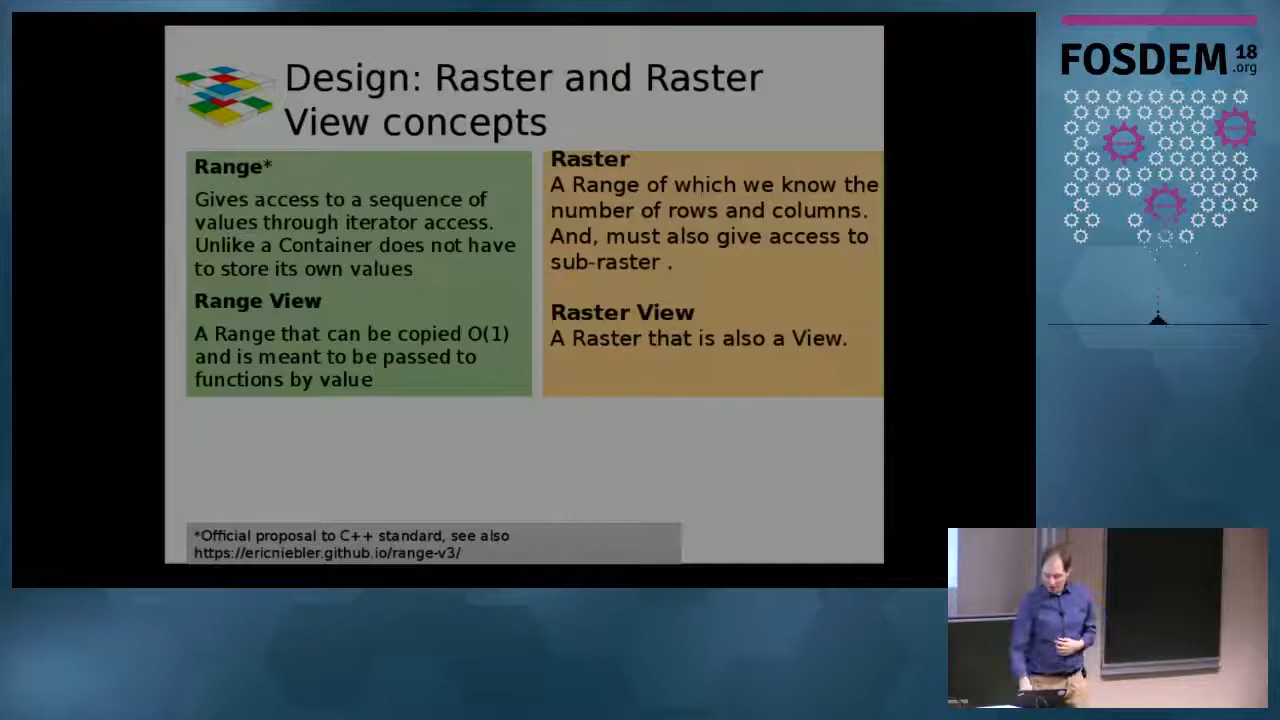 Design: Raster and Raster
View concepts
Range*
Gives access to a sequence of
values through iterator access.
Unlike a Container does not have
to store its own values
Range View
A Range that can be copied O(1)
and is meant to be passed to
functions by value
Raster
A Range of which we know the
number of rows and columns.
And, must also give access to
sub-raster .
Raster View
A Raster that is also a View.
*Official proposal to C++ standard, see also
https://ericniebler.github.io/range-v3/
FOSDEM 18
.org